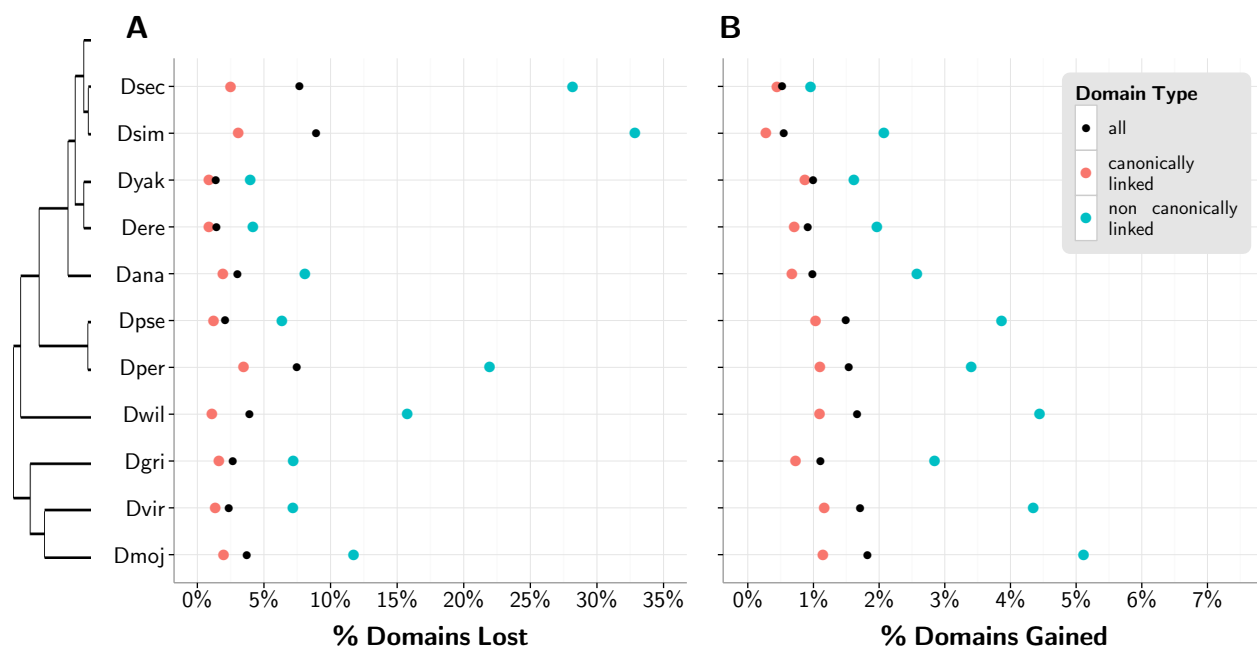 A
B
Dsec
Dsim
Dyak
Dere
Dana
Dpse
Dper
Dwil
Dgri
Dvir
Dmoj
0% 5% 10% 15% 20% 25% 30% 35%
% Domains Lost
0% 1% 2% 3% 4% 5% 6% 7%
% Domains Gained
Domain Type
all
canonically
linked
non canonically
linked